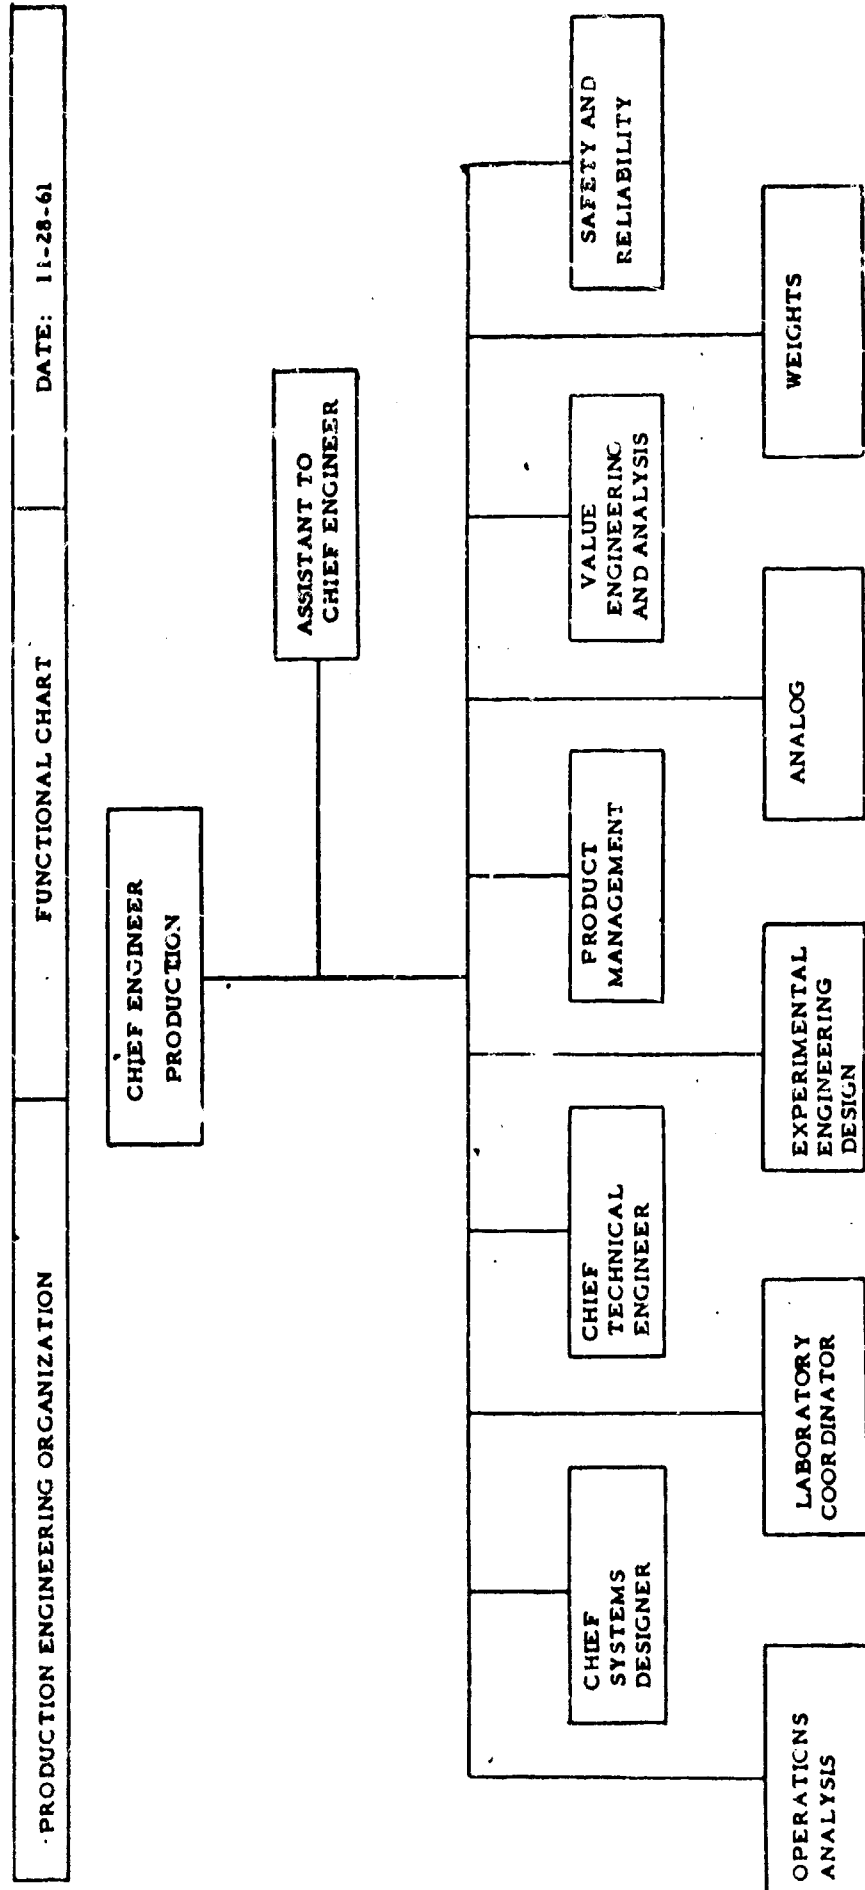 PRODUCTION ENGINEERING ORGANIZATION
FUNCTIONAL CHART
DATE: 11-28-61
CHIEF ENGINEER
PRODUCTION
ASSISTANT TO
CHIEF ENGINEER
CHIEF
SYSTEMS
DESIGNER
CHIEF
TECHNICAL
ENGINEER
PRODUCT
MANAGEMENT
VALUE
ENGINEERING
AND ANALYSIS
SAFETY AND
RELIABILITY
OPERATIONS
ANALYSIS
LABORATORY
COORDINATOR
EXPERIMENTAL
ENGINEERING
DESIGN
ANALOG
WEIGHTS